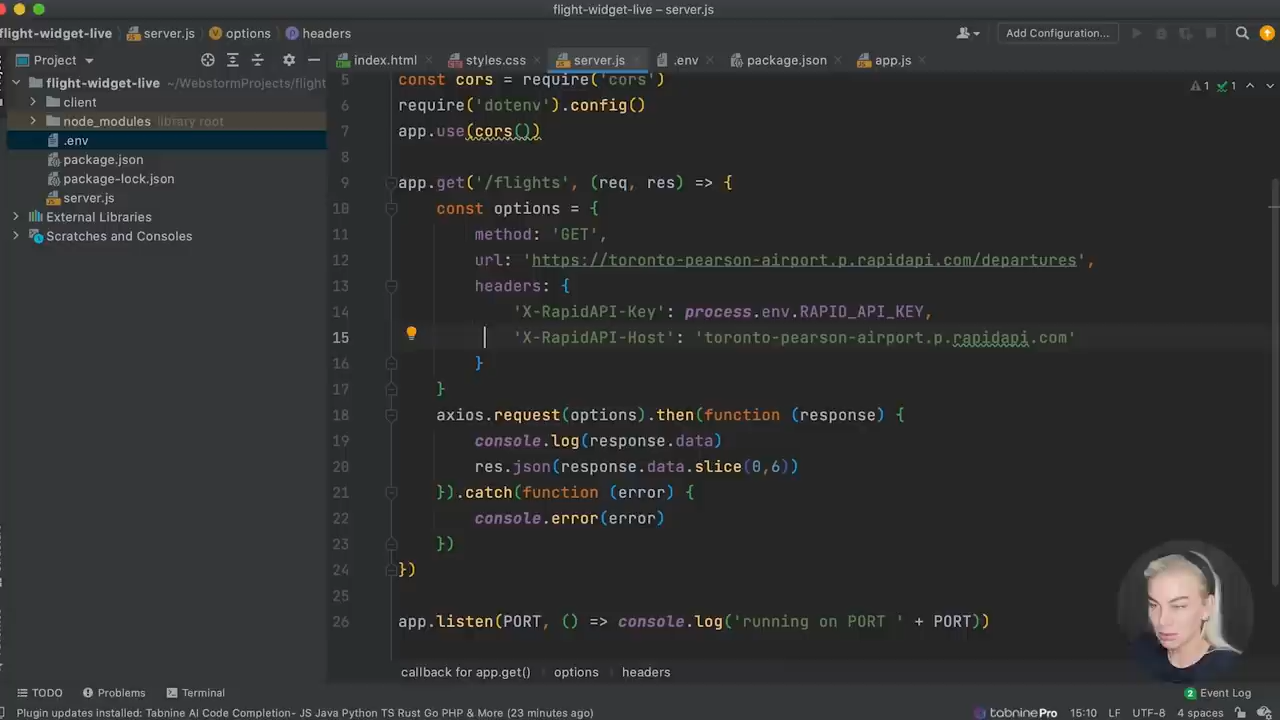 flight-widget-live – server.js
flight-widget-live
server.js
options
headers
Add Configuration...
Project
index.html
styles.css
server.js
.env
package.json
app.js
flight-widget-live ~/WebstormProjects/flight
client
node_modules library root
.env
package.json
package-lock.json
server.js
External Libraries
Scratches and Consoles
1 1
5 const cors = require('cors')
6 require('dotenv').config()
7 app.use(cors())
8
9 app.get('/flights', (req, res) => {
10 const options = {
11 method: 'GET',
12 url: 'https://toronto-pearson-airport.p.rapidapi.com/departures',
13 headers: {
14 'X-RapidAPI-Key': process.env.RAPID_API_KEY,
15 'X-RapidAPI-Host': 'toronto-pearson-airport.p.rapidapi.com'
16 }
17 }
18 axios.request(options).then(function (response) {
19 console.log(response.data)
20 res.json(response.data.slice(0,6))
21 }).catch(function (error) {
22 console.error(error)
23 })
24 })
25
26 app.listen(PORT, () => console.log('running on PORT ' + PORT))
callback for app.get() options headers
TODO
Problems
Terminal
2 Event Log
Plugin updates installed: Tabnine AI Code Completion- JS Java Python TS Rust Go PHP & More (23 minutes ago)
tabnine Pro
15:10
LF
UTF-8
4 spaces